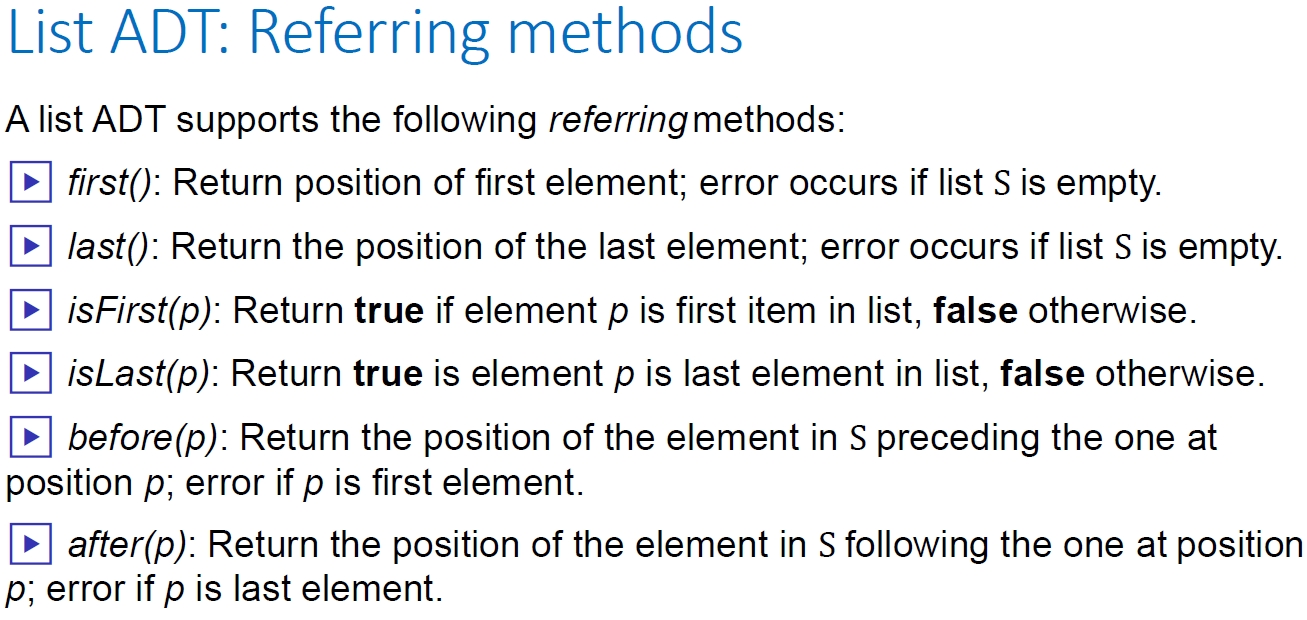 List ADT: Referring methods
A list ADT supports the following referring methods:
first(): Return position of first element; error occurs if list S is empty.
last(): Return the position of the last element; error occurs if list S is empty.
isFirst(p): Return true if element p is first item in list, false otherwise.
isLast(p): Return true is element p is last element in list, false otherwise.
before(p): Return the position of the element in S preceding the one at
position p; error if p is first element.
after(p): Return the position of the element in S following the one at position
p; error if p is last element.